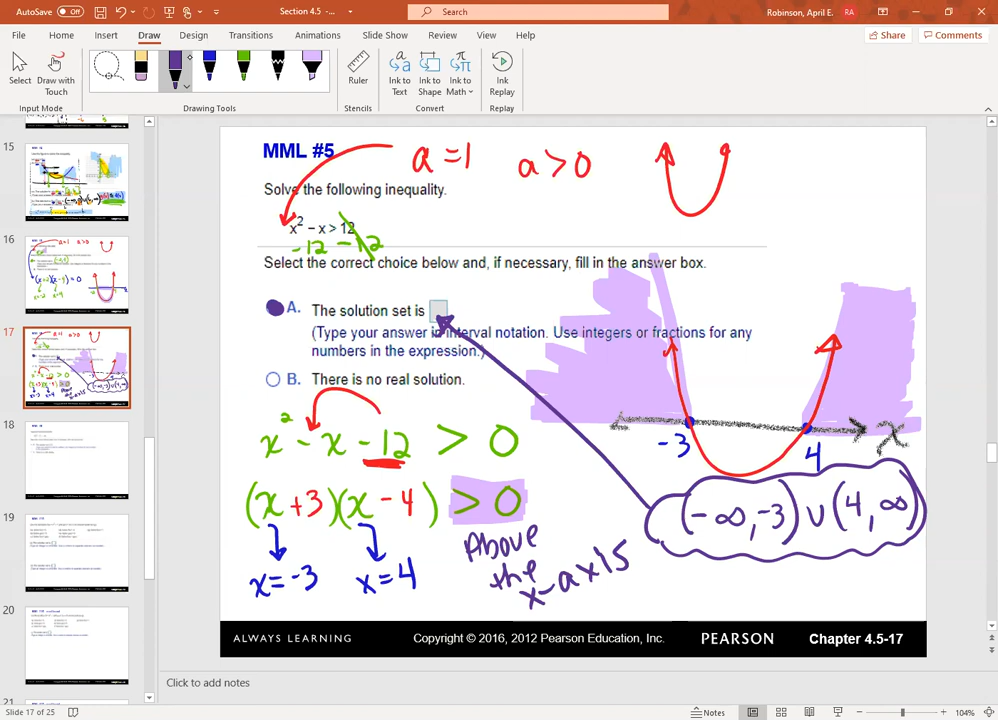 AutoSave Off
Section 4.5 -...
Search
Robinson, April E. RA
File Home Insert Draw Design Transitions Animations Slide Show Review View Help
Share Comments
Select
Draw with Touch
Ruler
Ink to Text
Ink to Shape
Ink to Math
Ink Replay
Input Mode
Drawing Tools
Stencils
Convert
Replay
15
16
17
18
19
20
21
MML #5
a = 1 a > 0
Solve the following inequality.
x² − x > 12
-12 -12
Select the correct choice below and, if necessary, fill in the answer box.
A. The solution set is
(Type your answer in interval notation. Use integers or fractions for any
numbers in the expression.)
B. There is no real solution.
x² - x - 12 > 0
(x + 3)(x - 4) > 0
x = -3 x = 4
Above
the
x-axis
-3 4 x
(-∞, -3) ∪ (4, ∞)
ALWAYS LEARNING
Copyright © 2016, 2012 Pearson Education, Inc.
PEARSON
Chapter 4.5-17
Click to add notes
Slide 17 of 25
Notes
104%